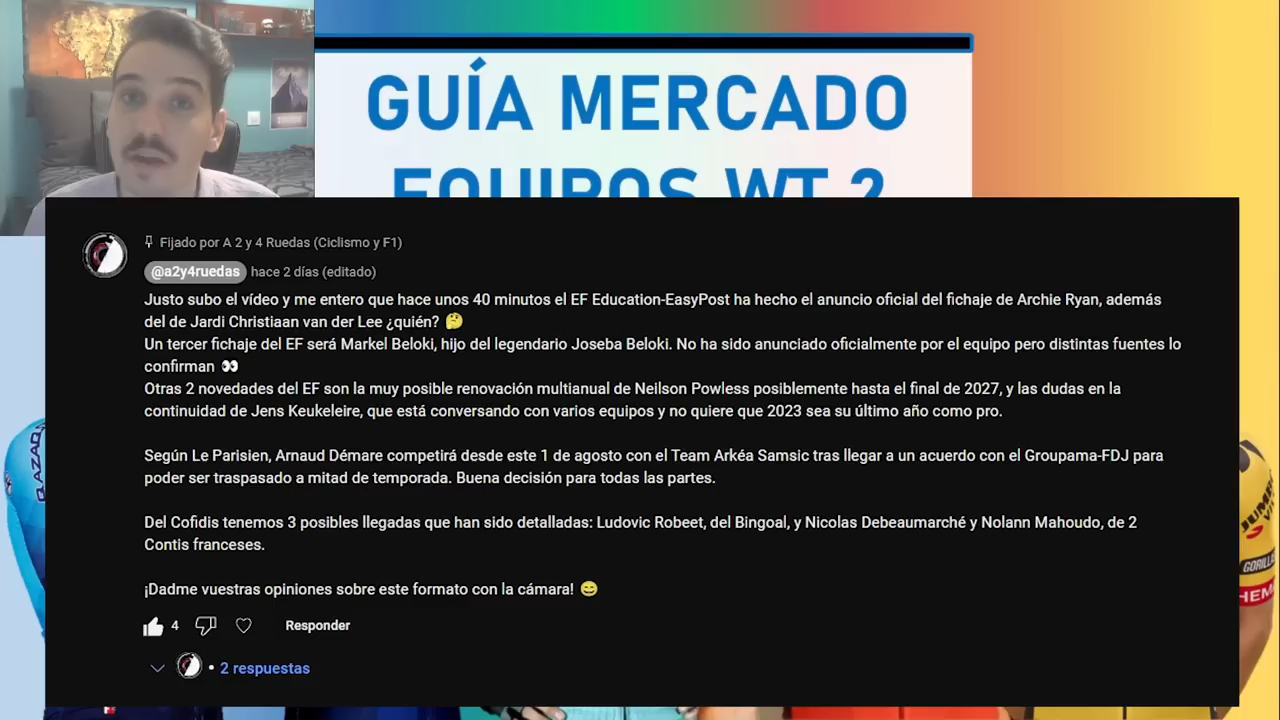 GUÍA MERCADO
EQUIPOS WT 2
Fijado por A 2 y 4 Ruedas (Ciclismo y F1)
@a2y4ruedas hace 2 días (editado)
Justo subo el vídeo y me entero que hace unos 40 minutos el EF Education-EasyPost ha hecho el anuncio oficial del fichaje de Archie Ryan, además
del de Jardi Christiaan van der Lee ¿quién? 🤔
Un tercer fichaje del EF será Markel Beloki, hijo del legendario Joseba Beloki. No ha sido anunciado oficialmente por el equipo pero distintas fuentes lo
confirman 👀
Otras 2 novedades del EF son la muy posible renovación multianual de Neilson Powless posiblemente hasta el final de 2027, y las dudas en la
continuidad de Jens Keukeleire, que está conversando con varios equipos y no quiere que 2023 sea su último año como pro.
Según Le Parisien, Arnaud Démare competirá desde este 1 de agosto con el Team Arkéa Samsic tras llegar a un acuerdo con el Groupama-FDJ para
poder ser traspasado a mitad de temporada. Buena decisión para todas las partes.
Del Cofidis tenemos 3 posibles llegadas que han sido detalladas: Ludovic Robeet, del Bingoal, y Nicolas Debeaumarché y Nolann Mahoudo, de 2
Contis franceses.
¡Dadme vuestras opiniones sobre este formato con la cámara! 😄
4 Responder
2 respuestas
JUMBO
GORILLA
HEMA